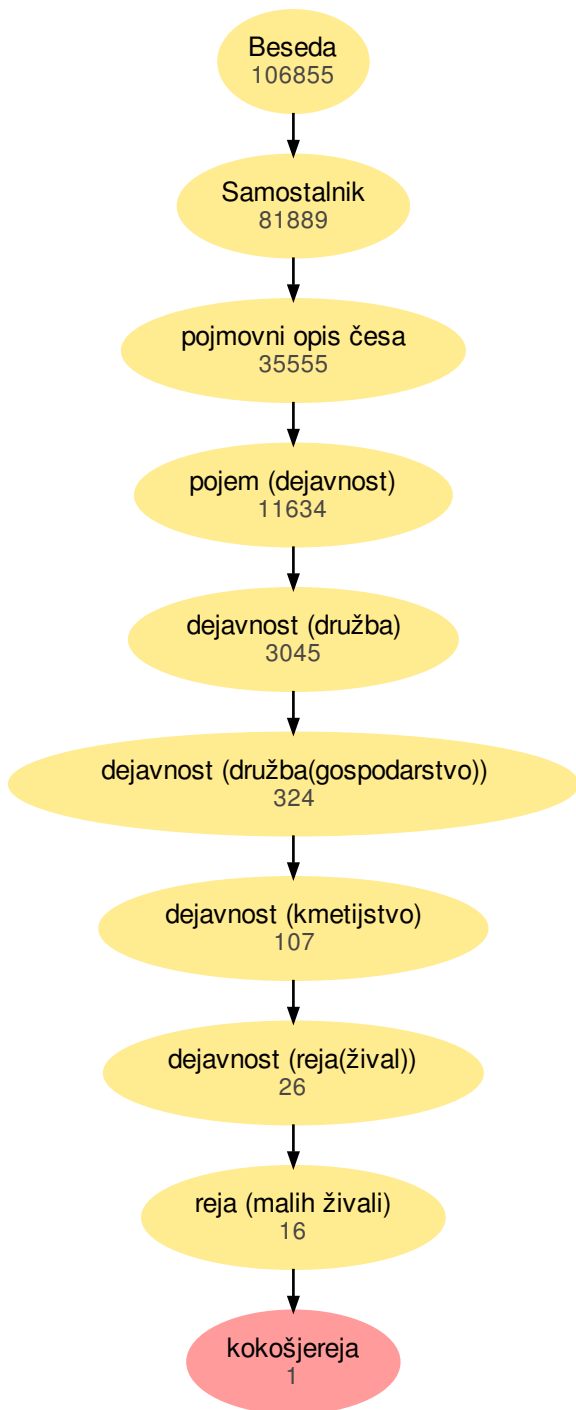 Beseda
106855
Samostalnik
81889
pojmovni opis česa
35555
pojem (dejavnost)
11634
dejavnost (družba)
3045
dejavnost (družba(gospodarstvo))
324
dejavnost (kmetijstvo)
107
dejavnost (reja(žival))
26
reja (malih živali)
16
kokošjereja
1